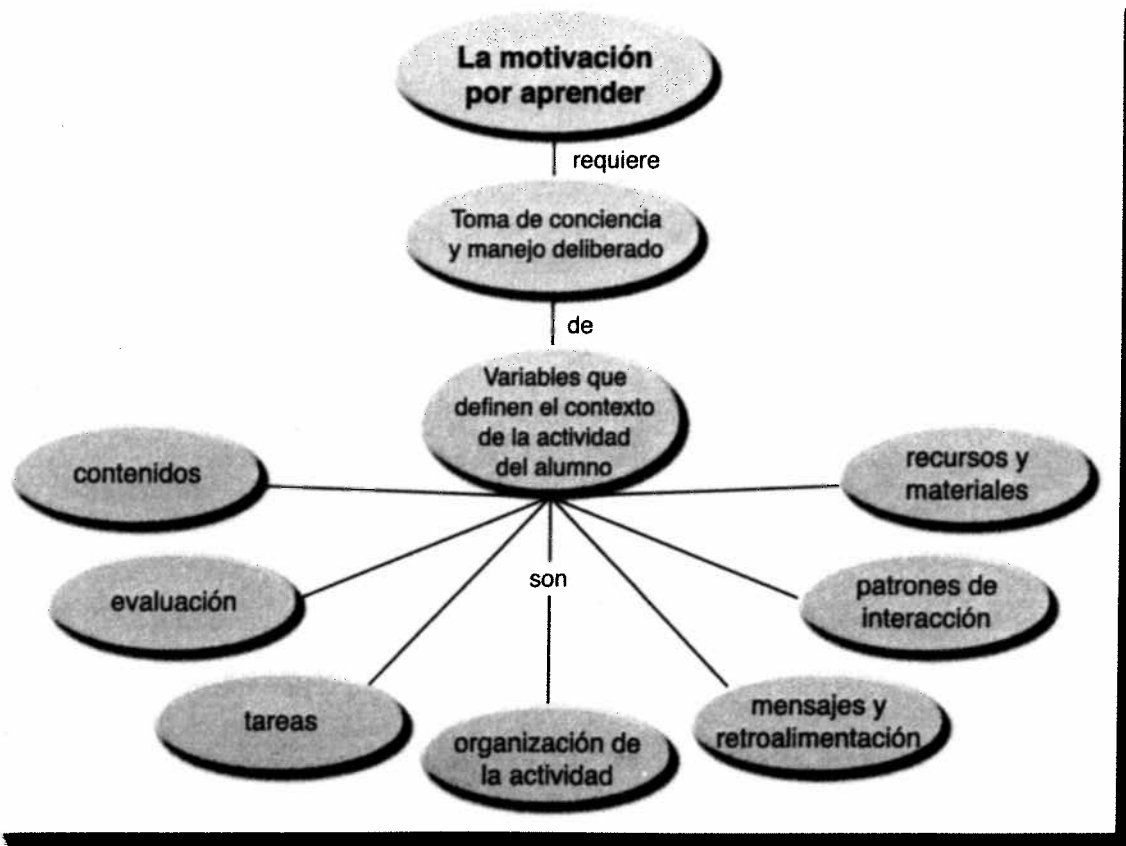 La motivación
por aprender
requiere
Toma de conciencia
y manejo deliberado
de
Variables que
definen el contexto
de la actividad
del alumno
contenidos
recursos y
materiales
evaluación
son
patrones de
interacción
tareas
organización de
la actividad
mensajes y
retroalimentación